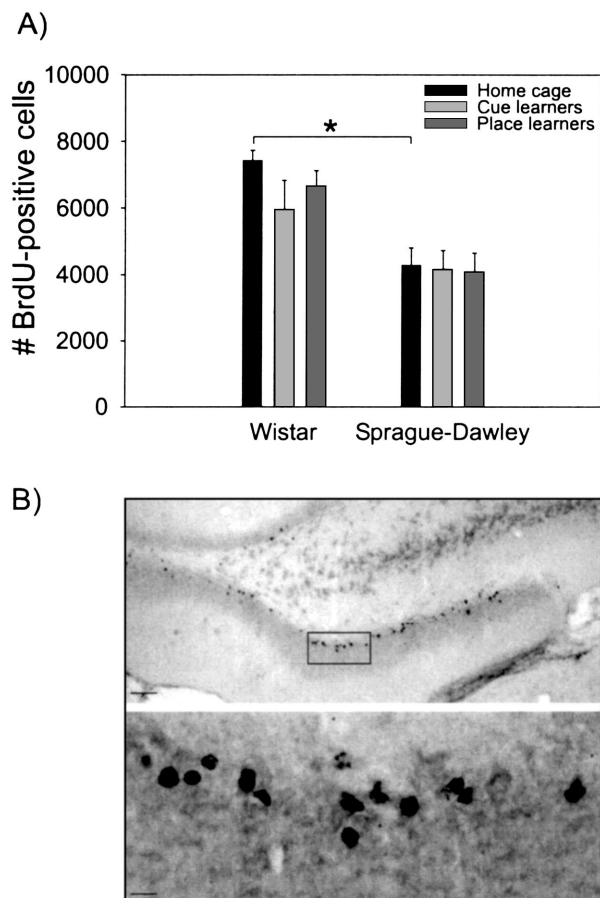 A)
# BrdU-positive cells
10000
8000
6000
4000
2000
0
Home cage
Cue learners
Place learners
*
Wistar Sprague-Dawley
B)